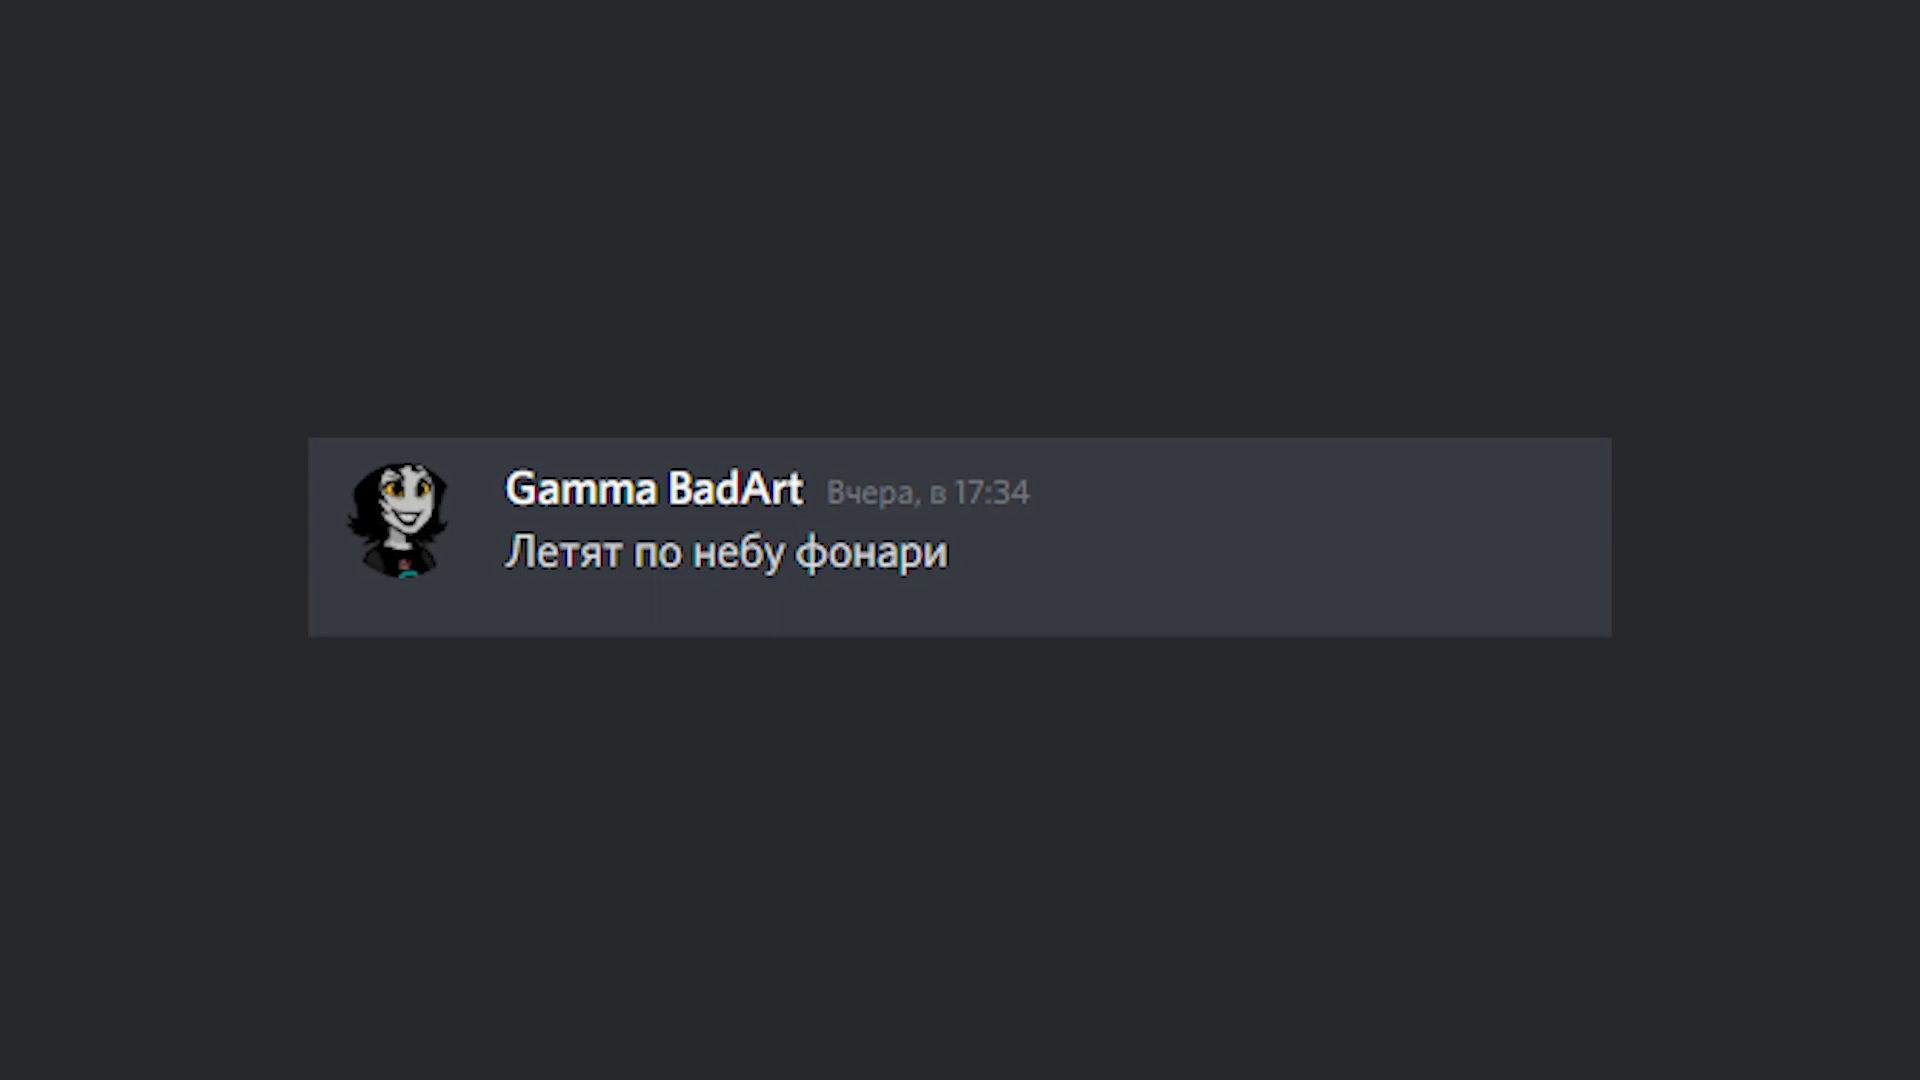 Gamma BadArt Вчера, в 17:34
Летят по небу фонари